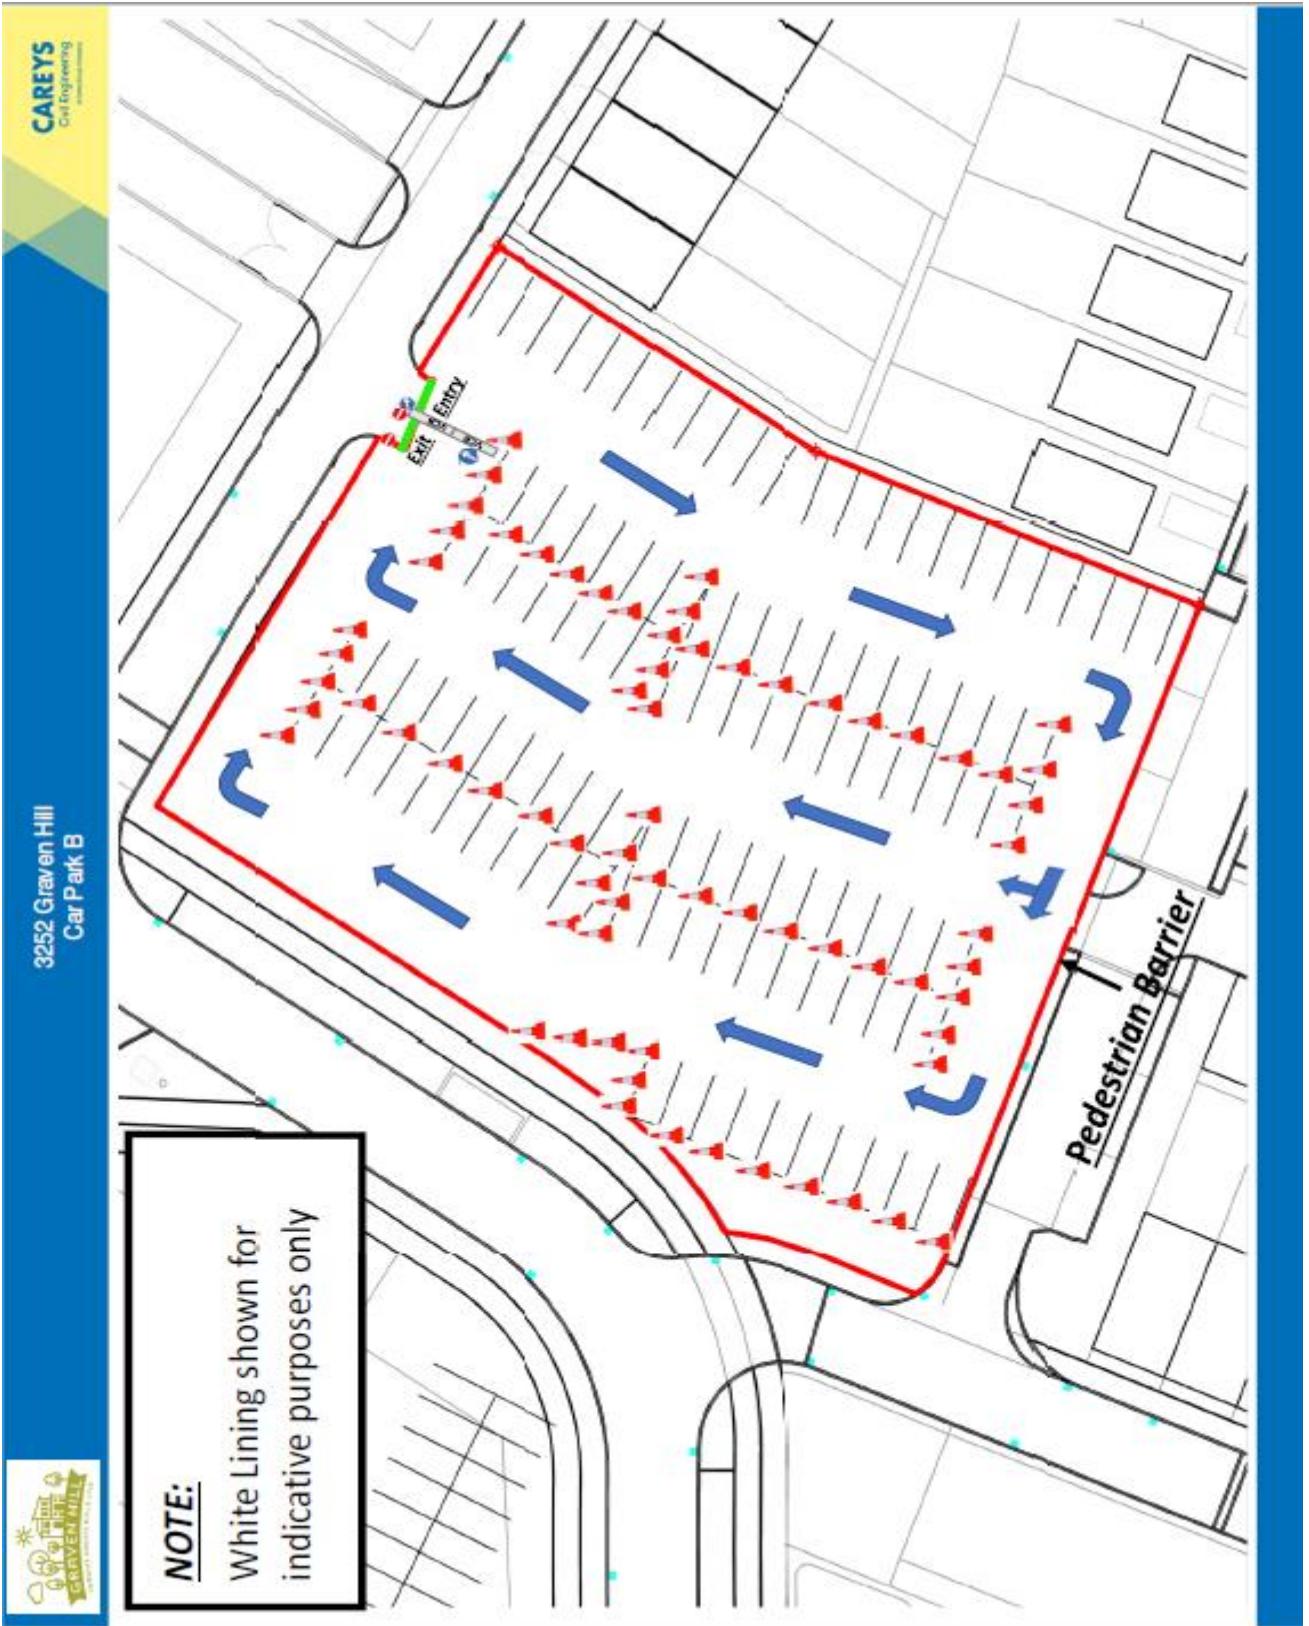 3252 Graven Hill
Car Park B
CAREYS
Civil Engineering
GRAVEN HILL
Exit
Entry
Pedestrian Barrier
NOTE:
White Lining shown for
indicative purposes only